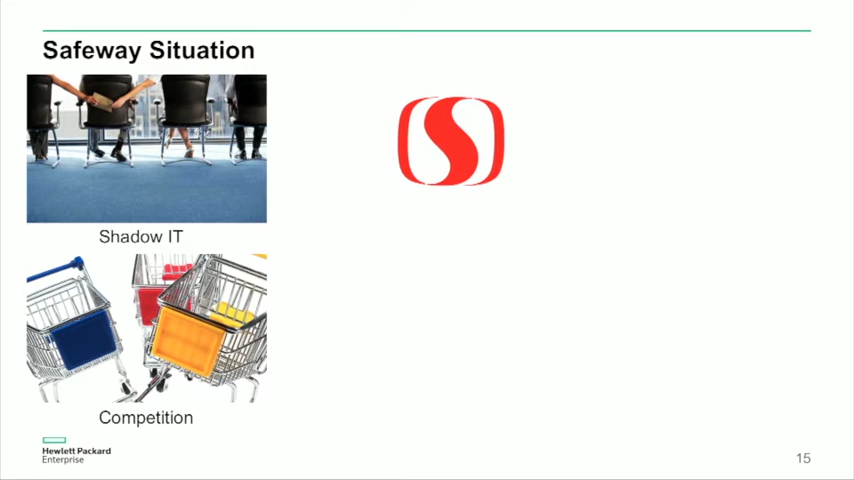 Safeway Situation
Shadow IT
Competition
Hewlett Packard
Enterprise
15